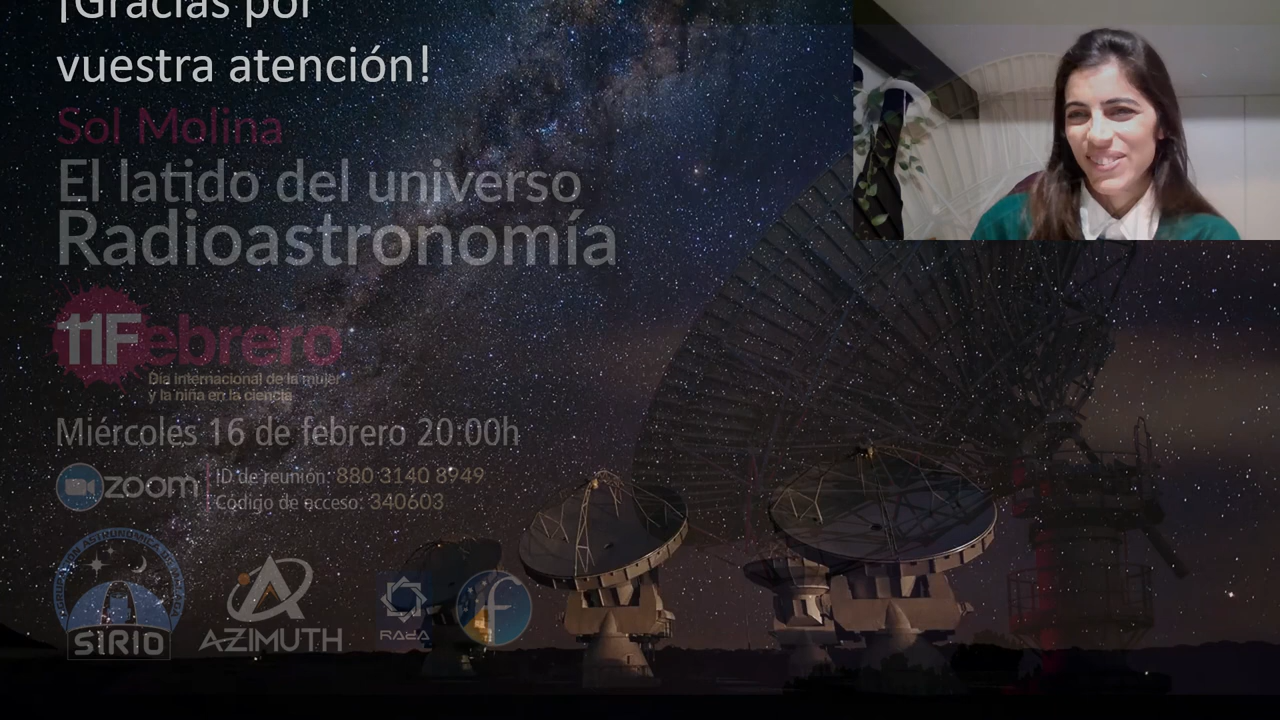 ¡Gracias por
vuestra atención!
Sol Molina
El latido del universo
Radioastronomía
11Febrero
Día internacional de la mujer
y la niña en la ciencia
Miércoles 16 de febrero 20:00h
zoom
ID de reunión: 880 3140 8949
Código de acceso: 340603
SiRIO
AZIMUTH
RAdA
f